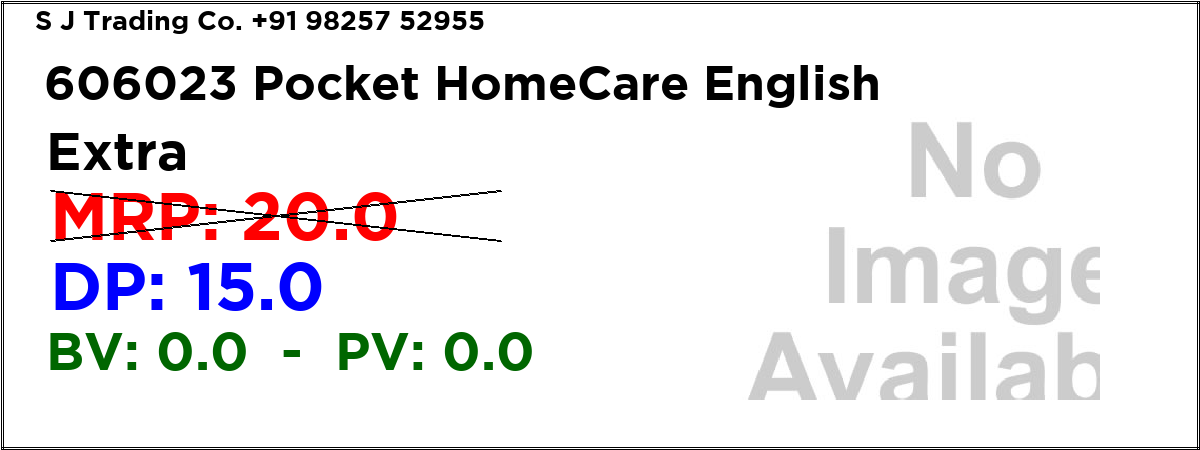 S J Trading Co. +91 98257 52955
606023 Pocket HomeCare English
Extra
MRP: 20.0
DP: 15.0
BV: 0.0 - PV: 0.0
No
Image
Availab